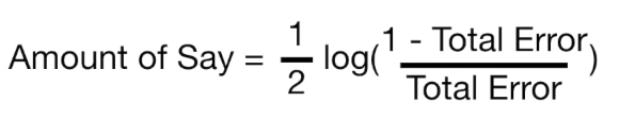 Amount of Say = 1/2 log(1 - Total Error / Total Error)